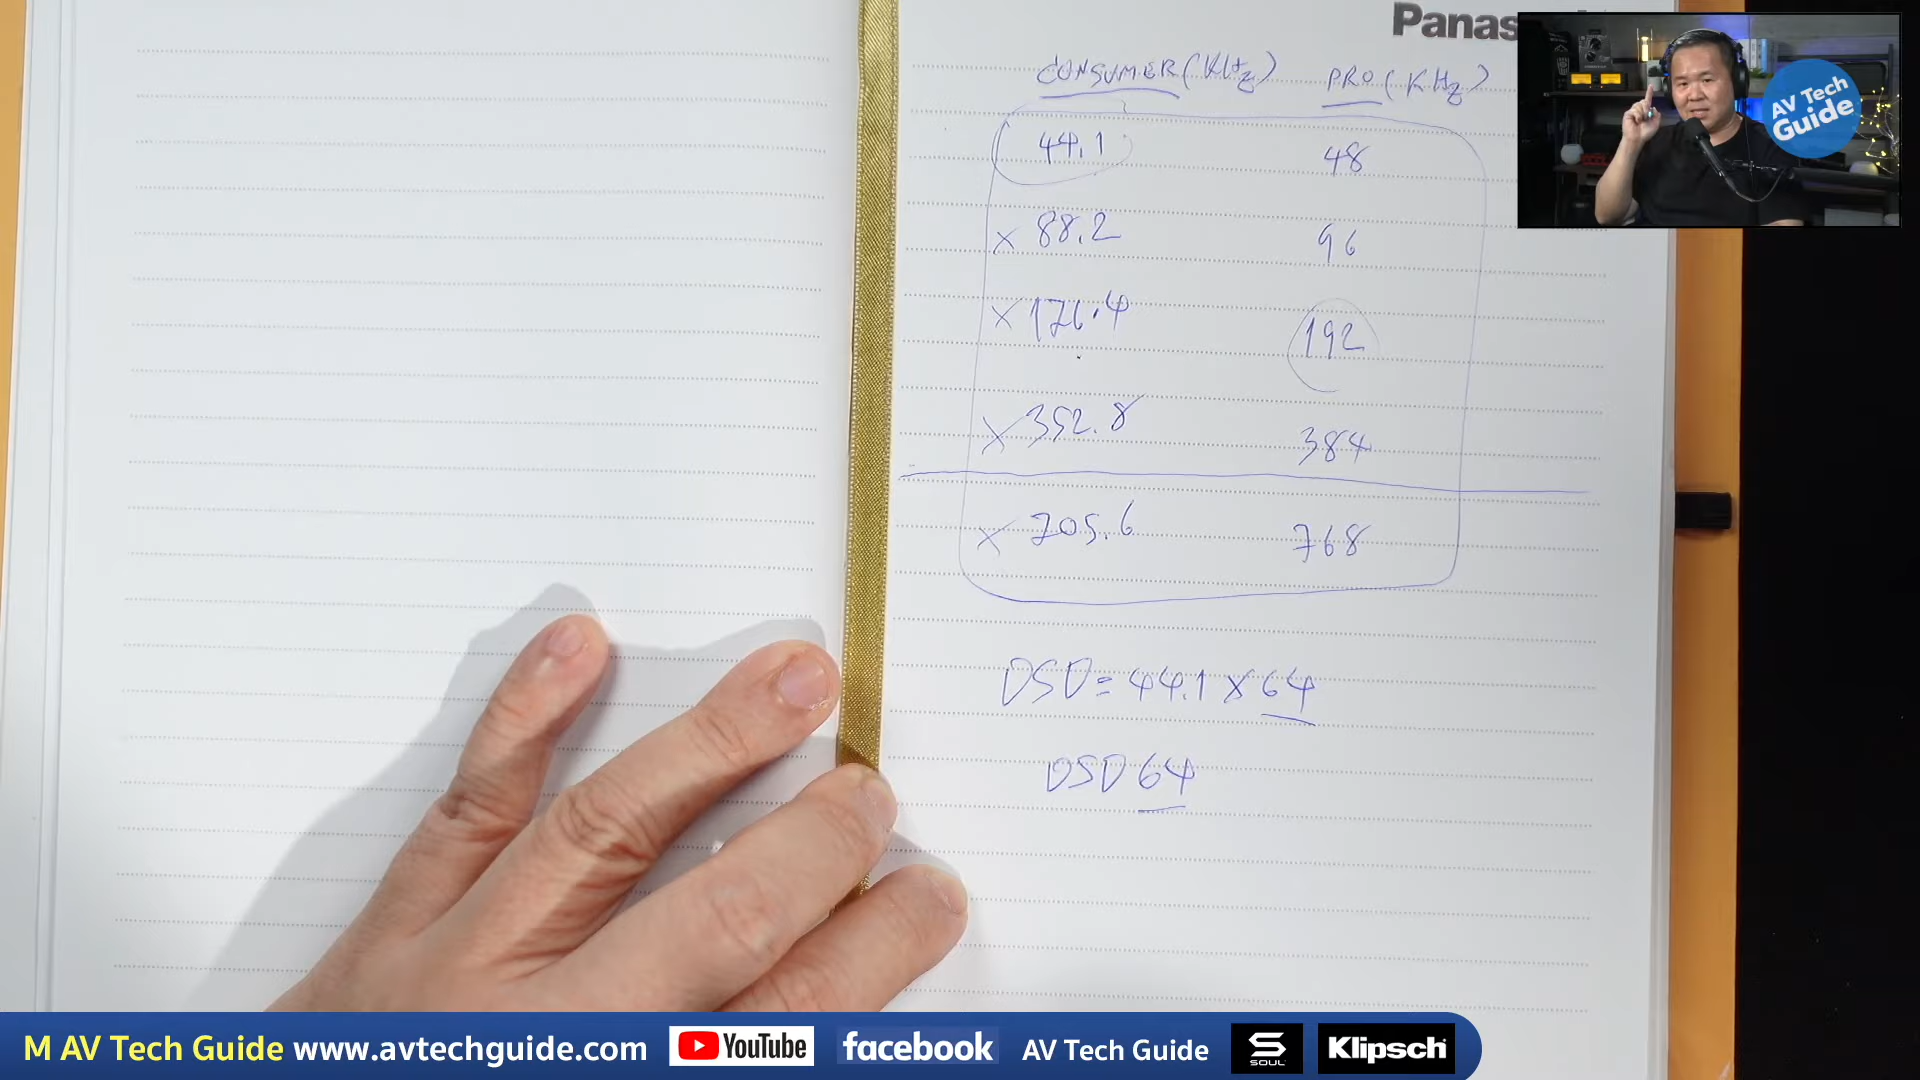 Panas
CONSUMER (KHz) PRO (KHz)
44.1 48
x 88.2 96
x 176.4 192
x 352.8 384
x 705.6 768
DSD = 44.1 x 64
DSD 64
AV Tech
Guide
M AV Tech Guide www.avtechguide.com YouTube facebook AV Tech Guide SOUL Klipsch